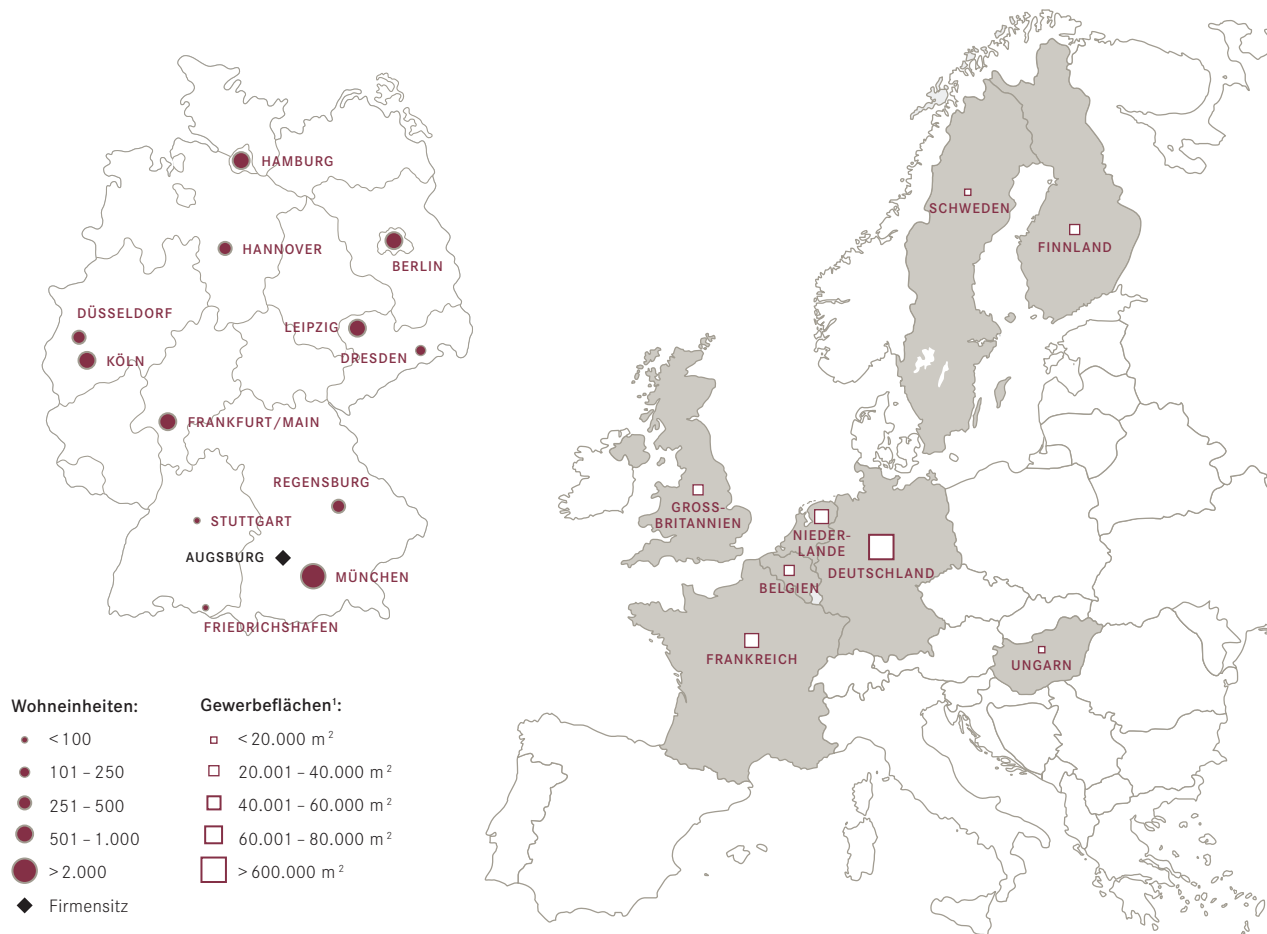 HAMBURG
HANNOVER
BERLIN
DÜSSELDORF
LEIPZIG
KÖLN
DRESDEN
FRANKFURT/MAIN
REGENSBURG
STUTTGART
AUGSBURG
MÜNCHEN
FRIEDRICHSHAFEN
SCHWEDEN
FINNLAND
GROSS-
BRITANNIEN
NIEDER-
LANDE
DEUTSCHLAND
BELGIEN
FRANKREICH
UNGARN
Wohneinheiten:
< 100
101 – 250
251 – 500
501 – 1.000
> 2.000
Firmensitz
Gewerbeflächen¹:
< 20.000 m²
20.001 – 40.000 m²
40.001 – 60.000 m²
60.001 – 80.000 m²
> 600.000 m²